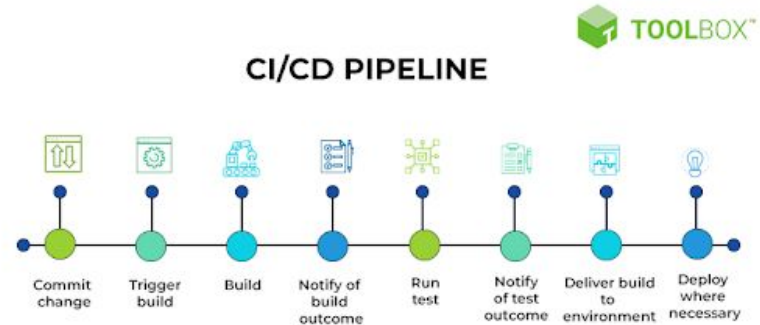 TOOLBOX™
CI/CD PIPELINE
Commit
change
Trigger
build
Build
Notify of
build
outcome
Run
test
Notify
of test
outcome
Deliver build
to
environment
Deploy
where
necessary